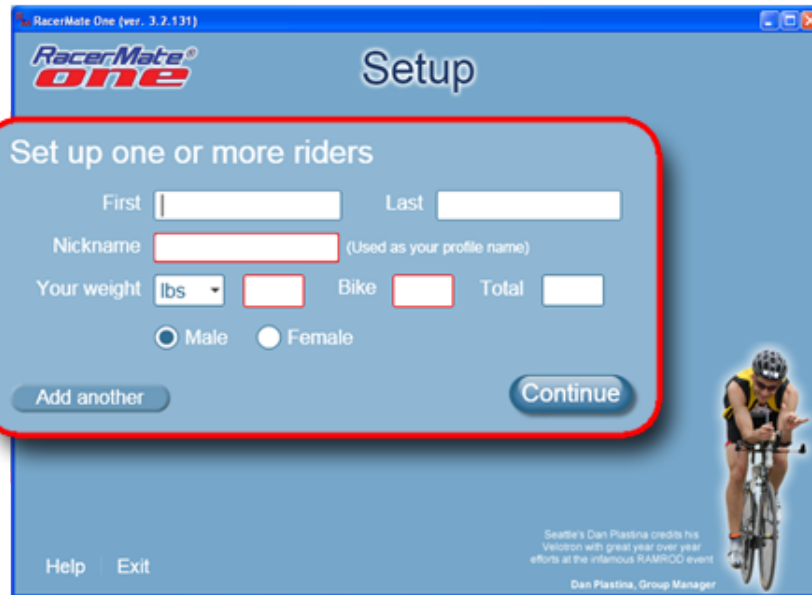 RacerMate One (ver. 3.2.131)
RacerMate®
one
Setup
Set up one or more riders
First
Last
Nickname
(Used as your profile name)
Your weight lbs Bike Total
Male Female
Add another
Continue
Seattle's Dan Plastina credits his
Velotron with great year over year
efforts at the infamous RAMROD event
Dan Plastina, Group Manager
Help Exit